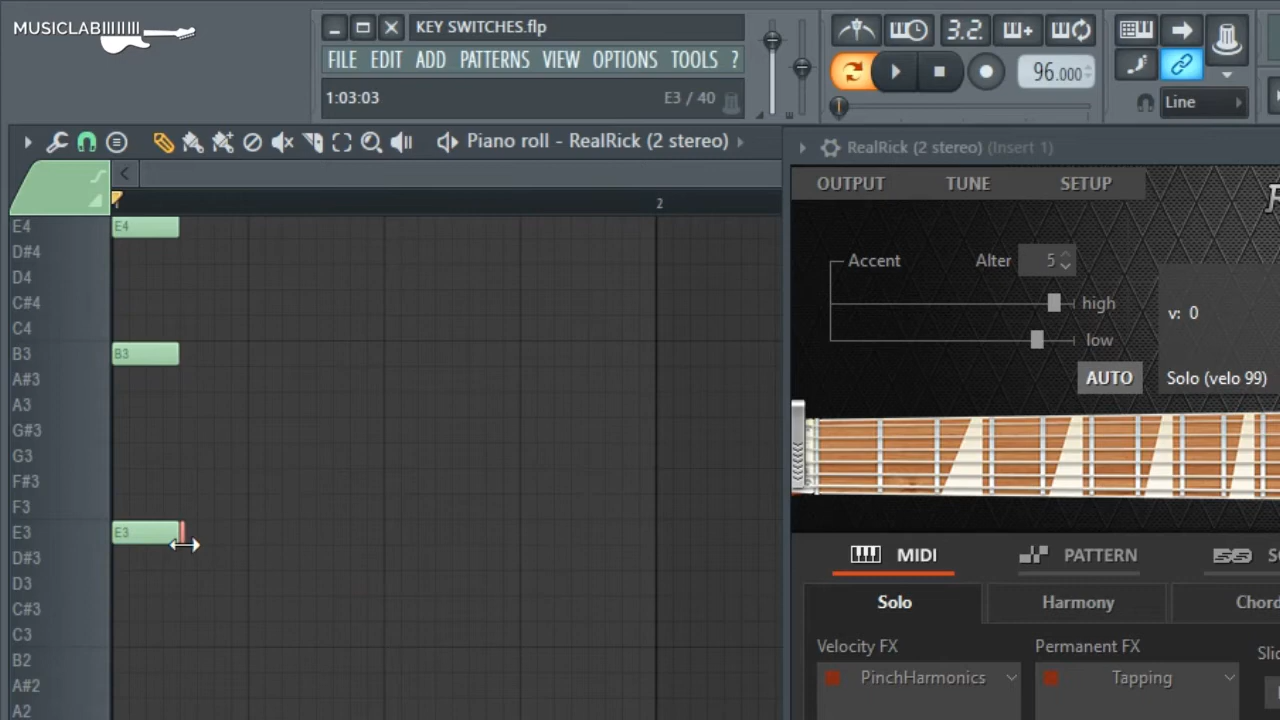 MUSICLAB
KEY SWITCHES.flp
FILE EDIT ADD PATTERNS VIEW OPTIONS TOOLS ?
1:03:03 E3 / 40
3.2.
96.000
Line
Piano roll - RealRick (2 stereo)
RealRick (2 stereo) (Insert 1)
OUTPUT TUNE SETUP
1 2
E4 E4
D#4
D4
C#4
C4
B3 B3
A#3
A3
G#3
G3
F#3
F3
E3 E3
D#3
D3
C#3
C3
B2
A#2
A2
Accent Alter 5
high
v: 0
low
AUTO Solo (velo 99)
MIDI PATTERN
Solo Harmony Chord
Velocity FX Permanent FX
PinchHarmonics Tapping